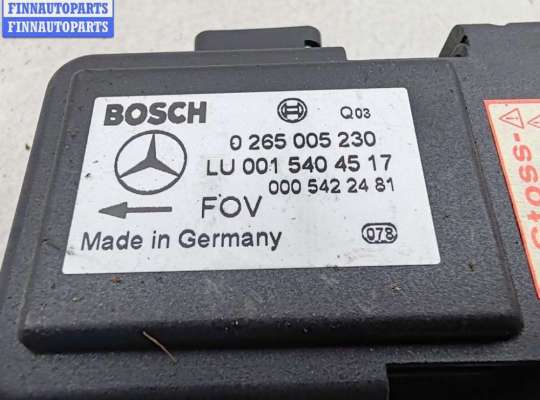 FINNAUTOPARTS
FINNAUTOPARTS
BOSCH
Q03
0 265 005 230
LU 001 540 45 17
000 542 24 81
FOV
Made in Germany
078
Stoss-